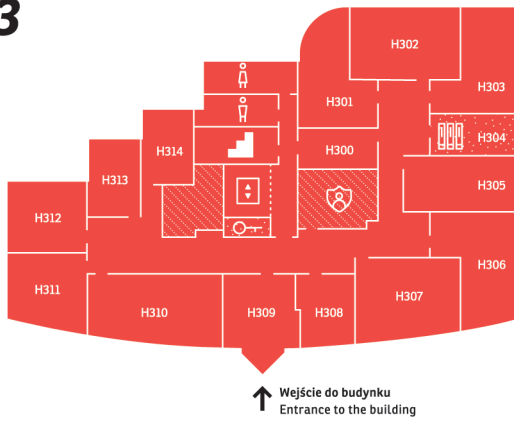 3
H302
H303
H301
H304
H300
H314
H313
H305
H312
H306
H311
H307
H310
H309
H308
Wejście do budynku
Entrance to the building